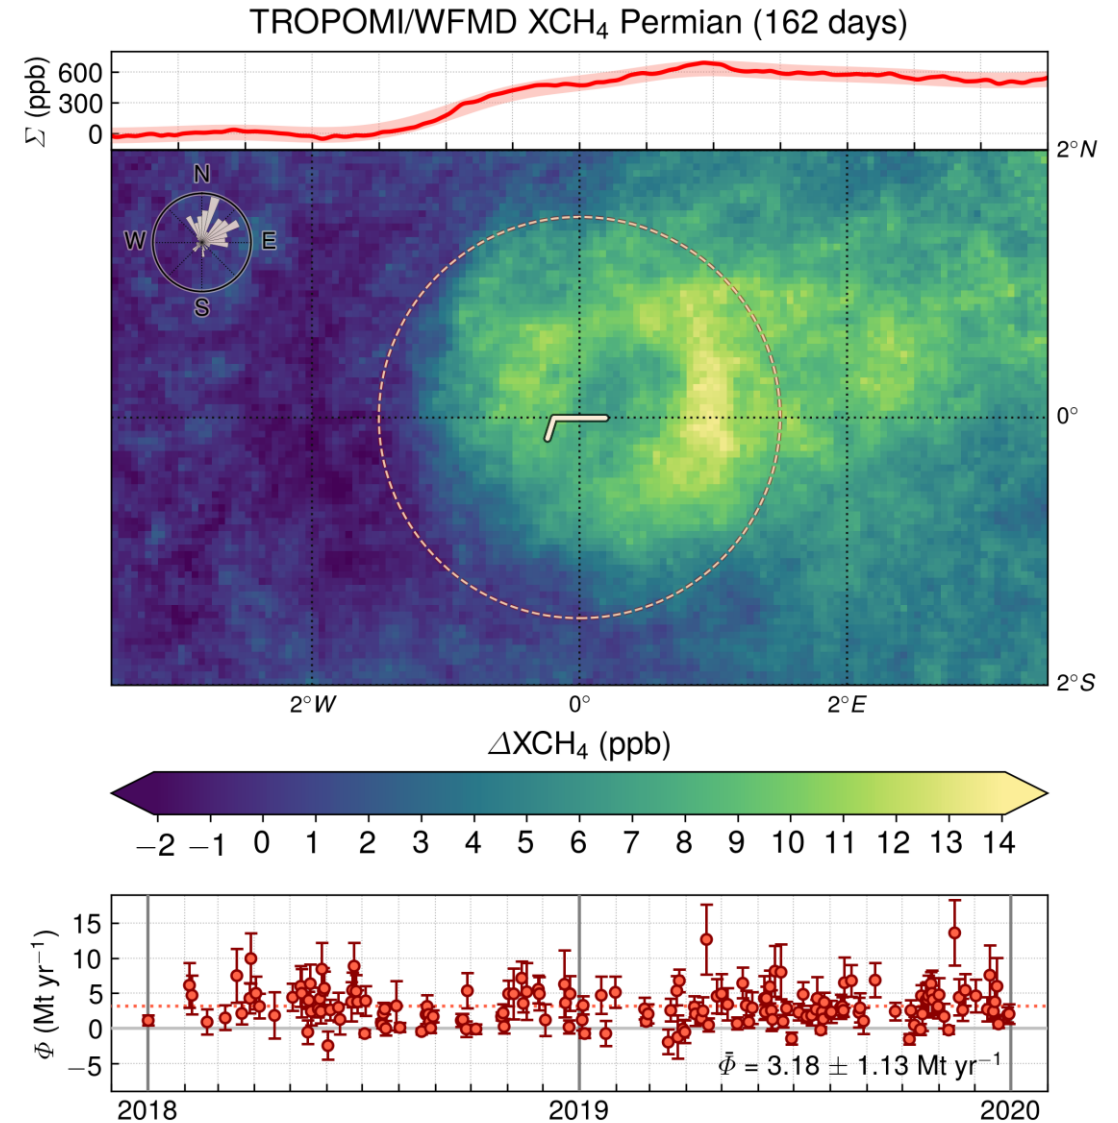 TROPOMI/WFMD XCH₄ Permian (162 days)
Σ (ppb)
600
300
0
N
W E
S
2°N
0°
2°S
2°W 0° 2°E
ΔXCH₄ (ppb)
−2 −1 0 1 2 3 4 5 6 7 8 9 10 11 12 13 14
Φ (Mt yr⁻¹)
15
10
5
0
−5
Φ̄ = 3.18 ± 1.13 Mt yr⁻¹
2018 2019 2020